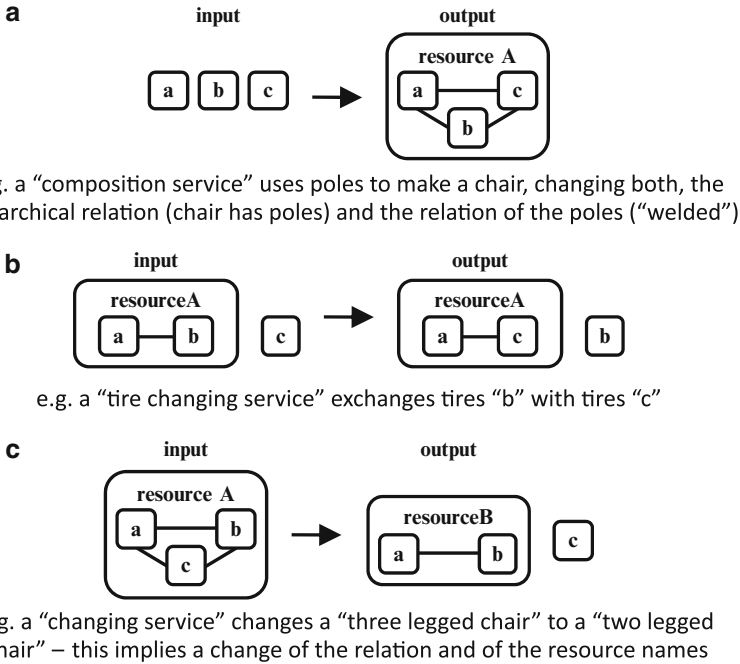 a
input output
resource A
a b c a c
b
g. a “composition service” uses poles to make a chair, changing both, the
archical relation (chair has poles) and the relation of the poles (“welded”)
b
input output
resourceA resourceA
a b c a c b
e.g. a “tire changing service” exchanges tires “b” with tires “c”
c
input output
resource A
a b
c
resourceB
a b c
g. a “changing service” changes a “three legged chair” to a “two legged
hair” – this implies a change of the relation and of the resource names